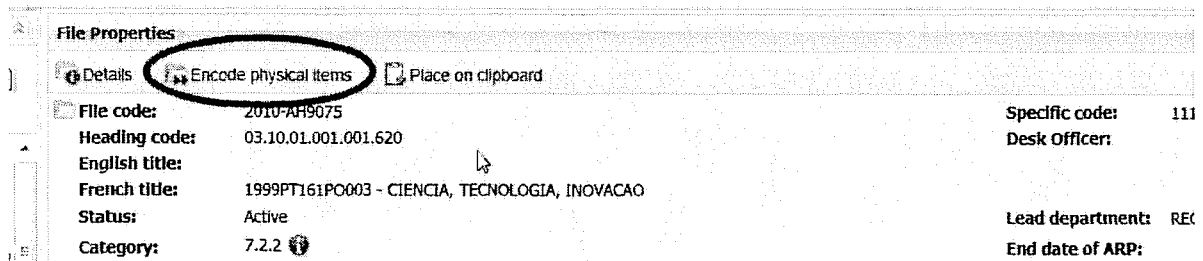 File Properties
Details Encode physical items Place on clipboard
File code: 2010-AH9075 Specific code: 111
Heading code: 03.10.01.001.001.620 Desk Officer:
English title:
French title: 1999PT161PO003 - CIENCIA, TECNOLOGIA, INOVACAO
Status: Active Lead department: REG
Category: 7.2.2 End date of ARP: